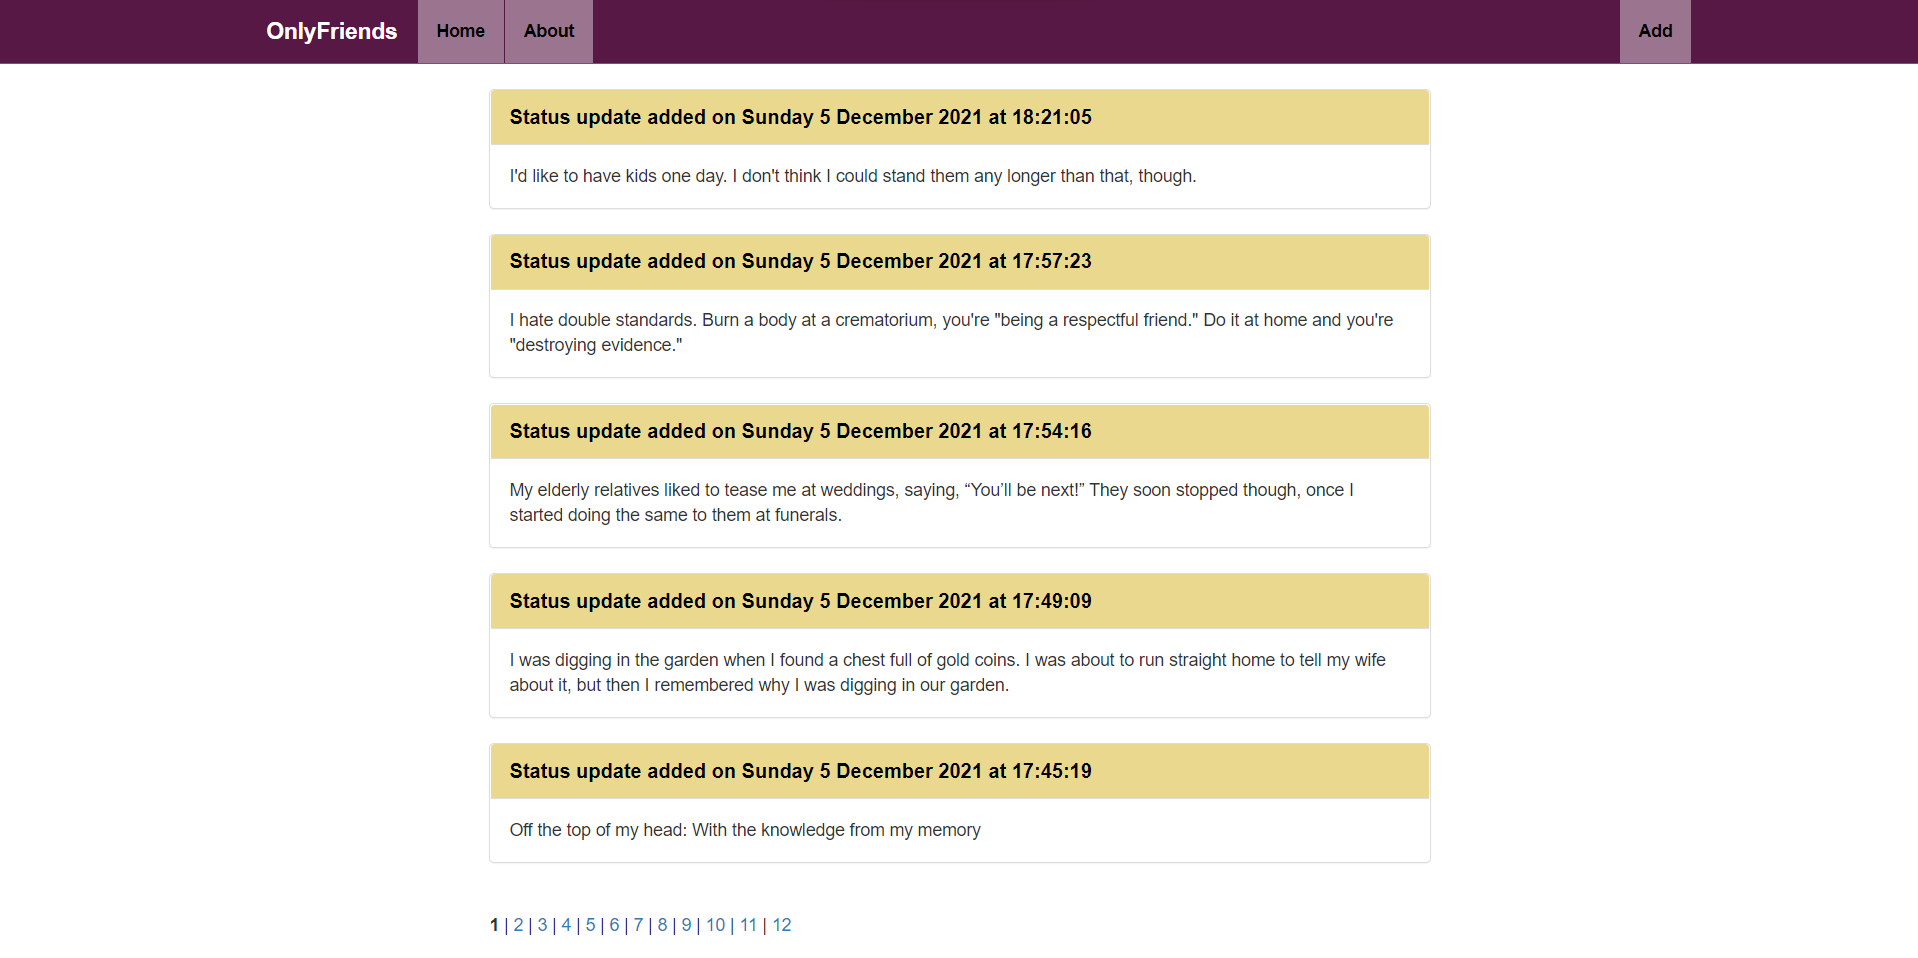 OnlyFriends Home About Add
Status update added on Sunday 5 December 2021 at 18:21:05
I'd like to have kids one day. I don't think I could stand them any longer than that, though.
Status update added on Sunday 5 December 2021 at 17:57:23
I hate double standards. Burn a body at a crematorium, you're "being a respectful friend." Do it at home and you're
"destroying evidence."
Status update added on Sunday 5 December 2021 at 17:54:16
My elderly relatives liked to tease me at weddings, saying, “You’ll be next!” They soon stopped though, once I
started doing the same to them at funerals.
Status update added on Sunday 5 December 2021 at 17:49:09
I was digging in the garden when I found a chest full of gold coins. I was about to run straight home to tell my wife
about it, but then I remembered why I was digging in our garden.
Status update added on Sunday 5 December 2021 at 17:45:19
Off the top of my head: With the knowledge from my memory
1 | 2 | 3 | 4 | 5 | 6 | 7 | 8 | 9 | 10 | 11 | 12